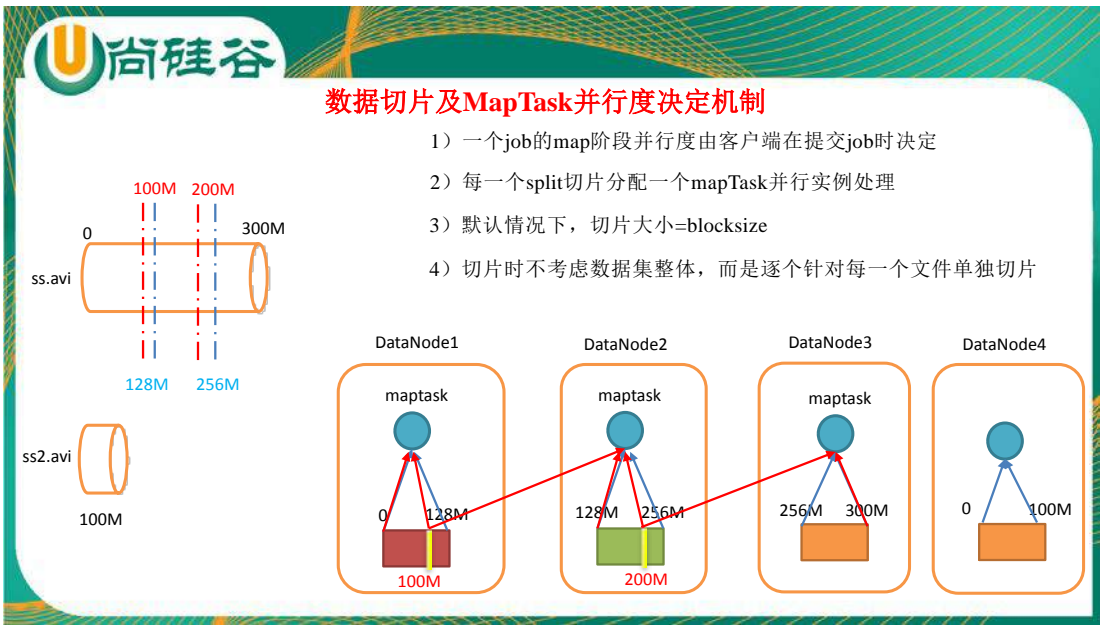 尚硅谷
数据切片及MapTask并行度决定机制
1）一个job的map阶段并行度由客户端在提交job时决定
2）每一个split切片分配一个mapTask并行实例处理
3）默认情况下，切片大小=blocksize
4）切片时不考虑数据集整体，而是逐个针对每一个文件单独切片
100M 200M
0 300M
ss.avi
128M 256M
ss2.avi
100M
DataNode1 DataNode2 DataNode3 DataNode4
maptask maptask maptask
0 128M 128M 256M 256M 300M 0 100M
100M 200M